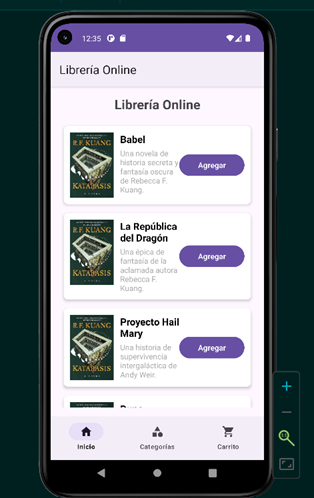 12:35
Librería Online
Librería Online
R.F. KUANG
KATABASIS
Babel
Una novela de
historia secreta y
fantasía oscura
de Rebecca F.
Kuang.
Agregar
R.F. KUANG
KATABASIS
La República
del Dragón
Una épica de
fantasía de la
aclamada autora
Rebecca F.
Kuang.
Agregar
R.F. KUANG
KATABASIS
Proyecto Hail
Mary
Una historia de
supervivencia
intergaláctica de
Andy Weir.
Agregar
Inicio
Categorías
Carrito